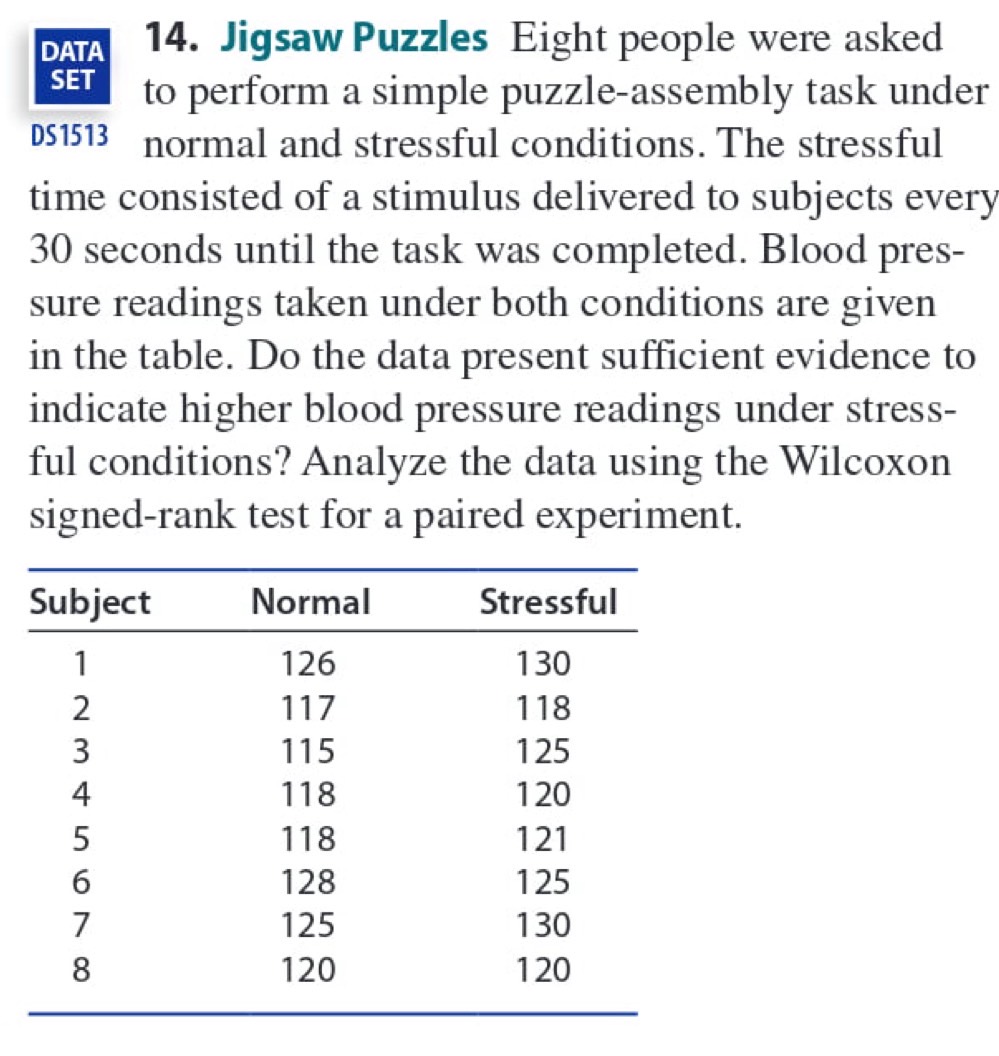 DATA
SET
DS1513
14. Jigsaw Puzzles Eight people were asked
to perform a simple puzzle-assembly task under
normal and stressful conditions. The stressful
time consisted of a stimulus delivered to subjects every
30 seconds until the task was completed. Blood pres-
sure readings taken under both conditions are given
in the table. Do the data present sufficient evidence to
indicate higher blood pressure readings under stress-
ful conditions? Analyze the data using the Wilcoxon
signed-rank test for a paired experiment.
Subject Normal Stressful
1 126 130
2 117 118
3 115 125
4 118 120
5 118 121
6 128 125
7 125 130
8 120 120